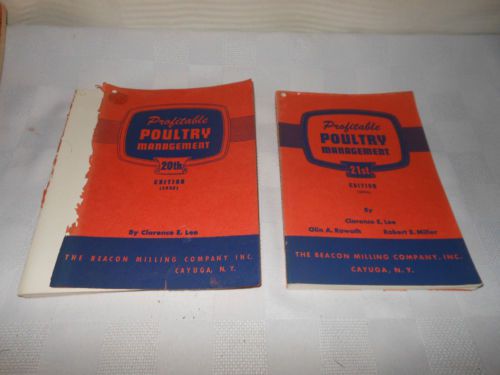 Profitable
POULTRY
MANAGEMENT
20th
EDITION
By Clarence E. Lee
THE BEACON MILLING COMPANY INC.
CAYUGA, N. Y.
Profitable
POULTRY
MANAGEMENT
21st
EDITION
By
Clarence E. Lee
Olin A. Rowoth Robert E. Miller
THE BEACON MILLING COMPANY, INC.
CAYUGA, N. Y.